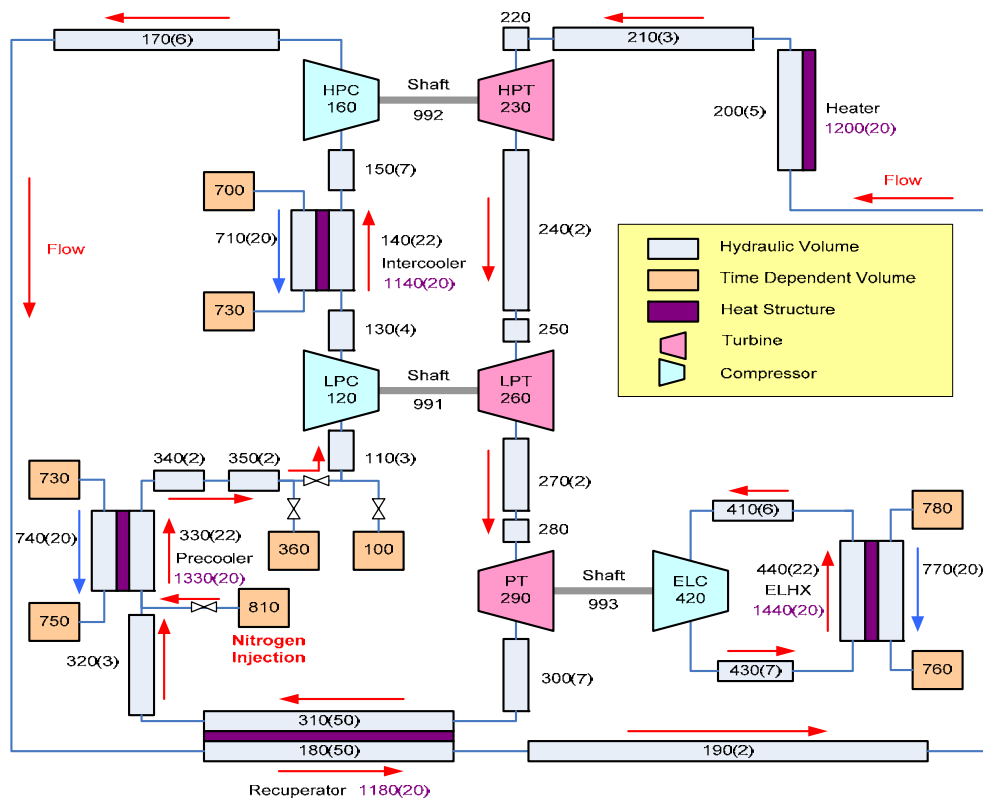 170(6)
220
210(3)
HPC
160
Shaft
992
HPT
230
200(5)
Heater
1200(20)
150(7)
700
710(20)
140(22)
Intercooler
1140(20)
730
130(4)
240(2)
250
Flow
Flow
Hydraulic Volume
Time Dependent Volume
Heat Structure
Turbine
Compressor
LPC
120
Shaft
991
LPT
260
110(3)
340(2)
350(2)
730
740(20)
330(22)
Precooler
1330(20)
360
100
750
810
Nitrogen
Injection
320(3)
270(2)
280
PT
290
Shaft
993
ELC
420
410(6)
780
440(22)
ELHX
1440(20)
770(20)
430(7)
760
300(7)
310(50)
180(50)
190(2)
Recuperator 1180(20)